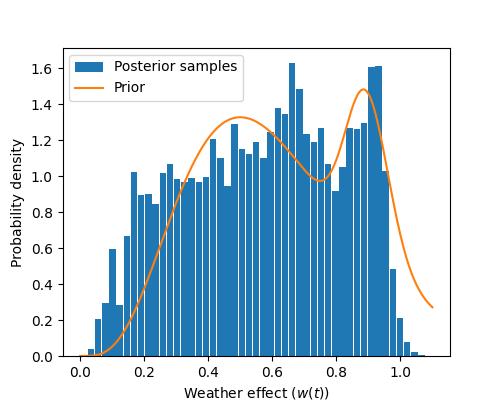 Posterior samples
Prior
Probability density
1.6
1.4
1.2
1.0
0.8
0.6
0.4
0.2
0.0
0.0 0.2 0.4 0.6 0.8 1.0
Weather effect (w(t))